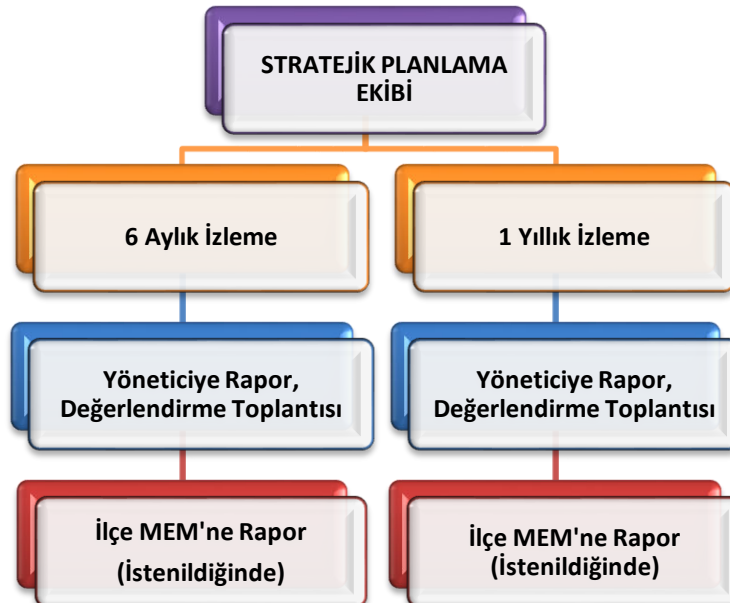 STRATEJİK PLANLAMA
EKİBİ
6 Aylık İzleme
1 Yıllık İzleme
Yöneticiye Rapor,
Değerlendirme Toplantısı
Yöneticiye Rapor,
Değerlendirme Toplantısı
İlçe MEM'ne Rapor
(İstenildiğinde)
İlçe MEM'ne Rapor
(İstenildiğinde)